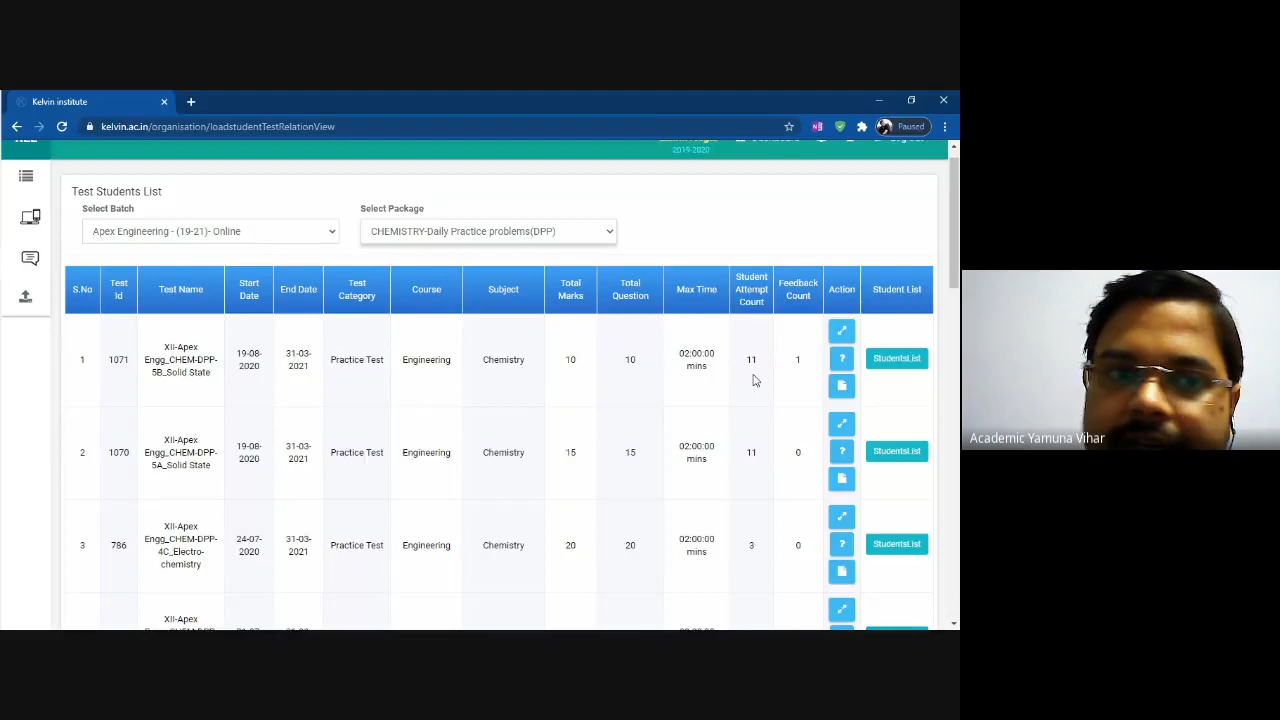 Kelvin institute
kelvin.ac.in/organisation/loadstudentTestRelationView
Paused
2019-2020
Test Students List
Select Batch
Select Package
Apex Engineering - (19-21)- Online
CHEMISTRY-Daily Practice problems(DPP)
S.No
Test
Id
Test Name
Start
Date
End Date
Test
Category
Course
Subject
Total
Marks
Total
Question
Max Time
Student
Attempt
Count
Feedback
Count
Action
Student List
1
1071
XII-Apex
Engg_CHEM-DPP-
5B_Solid State
19-08-
2020
31-03-
2021
Practice Test
Engineering
Chemistry
10
10
02:00:00
mins
11
1
?
StudentsList
2
1070
XII-Apex
Engg_CHEM-DPP-
5A_Solid State
19-08-
2020
31-03-
2021
Practice Test
Engineering
Chemistry
15
15
02:00:00
mins
11
0
?
StudentsList
3
786
XII-Apex
Engg_CHEM-DPP-
4C_Electro-
chemistry
24-07-
2020
31-03-
2021
Practice Test
Engineering
Chemistry
20
20
02:00:00
mins
3
0
?
StudentsList
XII-Apex
Academic Yamuna Vihar